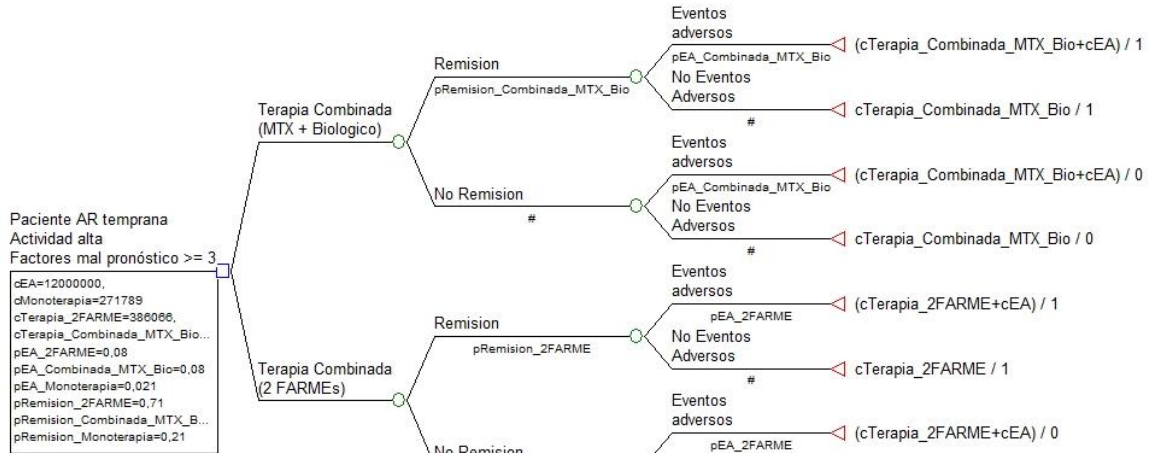 Eventos
adversos
pEA_Combinada_MTX_Bio
(cTerapia_Combinada_MTX_Bio+cEA) / 1
Remision
pRemision_Combinada_MTX_Bio
No Eventos
Adversos
#
cTerapia_Combinada_MTX_Bio / 1
Terapia Combinada
(MTX + Biologico)
Eventos
adversos
pEA_Combinada_MTX_Bio
(cTerapia_Combinada_MTX_Bio+cEA) / 0
No Remision
#
No Eventos
Adversos
#
cTerapia_Combinada_MTX_Bio / 0
Paciente AR temprana
Actividad alta
Factores mal pronóstico >= 3
cEA=12000000,
cMonoterapia=271789
cTerapia_2FARME=386066,
cTerapia_Combinada_MTX_Bio...
pEA_2FARME=0,08
pEA_Combinada_MTX_Bio=0,08
pEA_Monoterapia=0,021
pRemision_2FARME=0,71
pRemision_Combinada_MTX_B...
pRemision_Monoterapia=0,21
Eventos
adversos
pEA_2FARME
(cTerapia_2FARME+cEA) / 1
Remision
pRemision_2FARME
No Eventos
Adversos
#
cTerapia_2FARME / 1
Terapia Combinada
(2 FARMEs)
Eventos
adversos
pEA_2FARME
(cTerapia_2FARME+cEA) / 0
No Remision